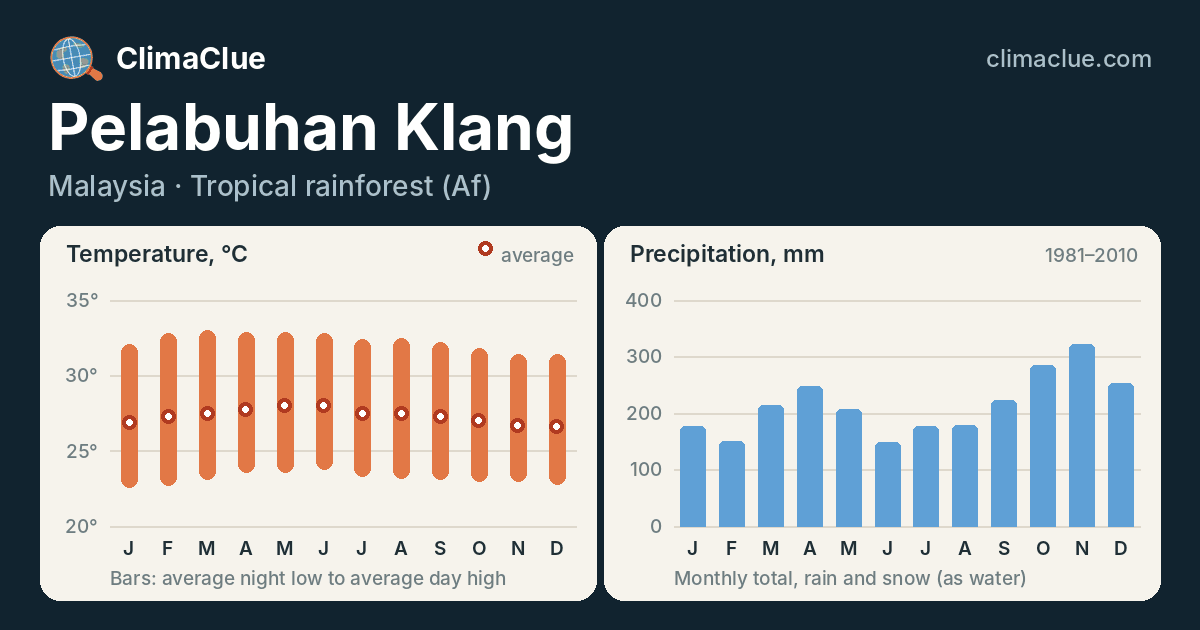 ClimaClue
climaclue.com
Pelabuhan Klang
Malaysia · Tropical rainforest (Af)
Temperature, °C
average
35°
30°
25°
20°
J F M A M J J A S O N D
Bars: average night low to average day high
Precipitation, mm
1981–2010
400
300
200
100
0
J F M A M J J A S O N D
Monthly total, rain and snow (as water)